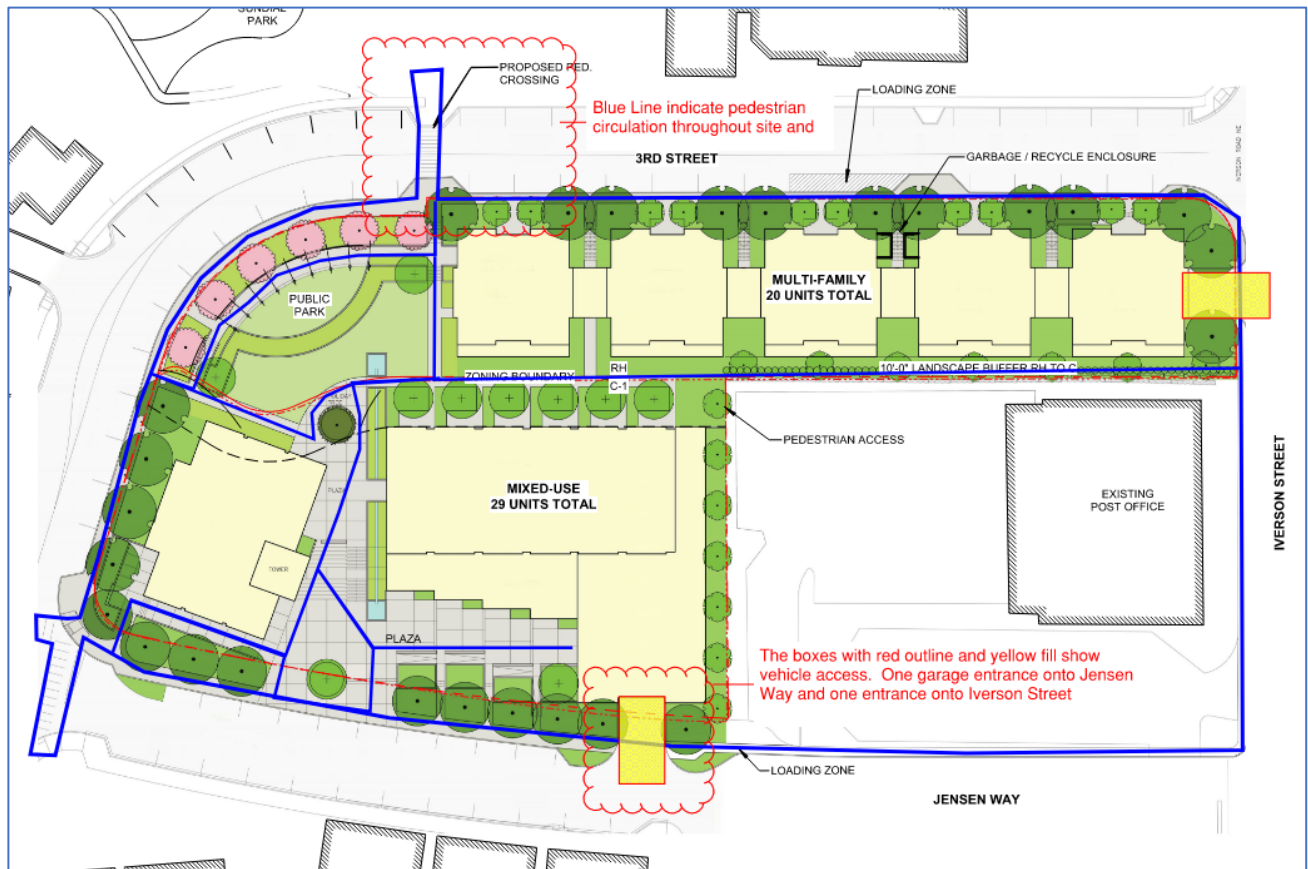 SUNDIAL
PARK
PROPOSED PED.
CROSSING
LOADING ZONE
Blue Line indicate pedestrian
circulation throughout site and
3RD STREET
GARBAGE / RECYCLE ENCLOSURE
IVERSON ROAD NE
MULTI-FAMILY
20 UNITS TOTAL
PUBLIC
PARK
ZONING BOUNDARY
RH
C-1
10'-0" LANDSCAPE BUFFER RH TO C
PEDESTRIAN ACCESS
MIXED-USE
29 UNITS TOTAL
PLAZA
EXISTING
POST OFFICE
IVERSON STREET
TOWER
PLAZA
The boxes with red outline and yellow fill show
vehicle access. One garage entrance onto Jensen
Way and one entrance onto Iverson Street
LOADING ZONE
JENSEN WAY